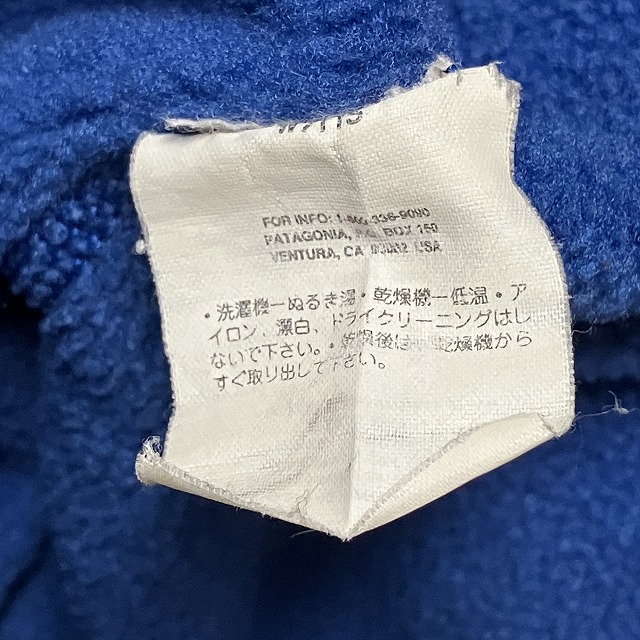 FOR INFO: 1-800-336-9090
PATAGONIA, P.O. BOX 150
VENTURA, CA 93002 USA
・洗濯機ーぬるま湯・乾燥機ー低温・ア
イロン、漂白、ドライクリーニングはし
ないで下さい。・乾燥後は、乾燥機から
すぐ取り出して下さい。